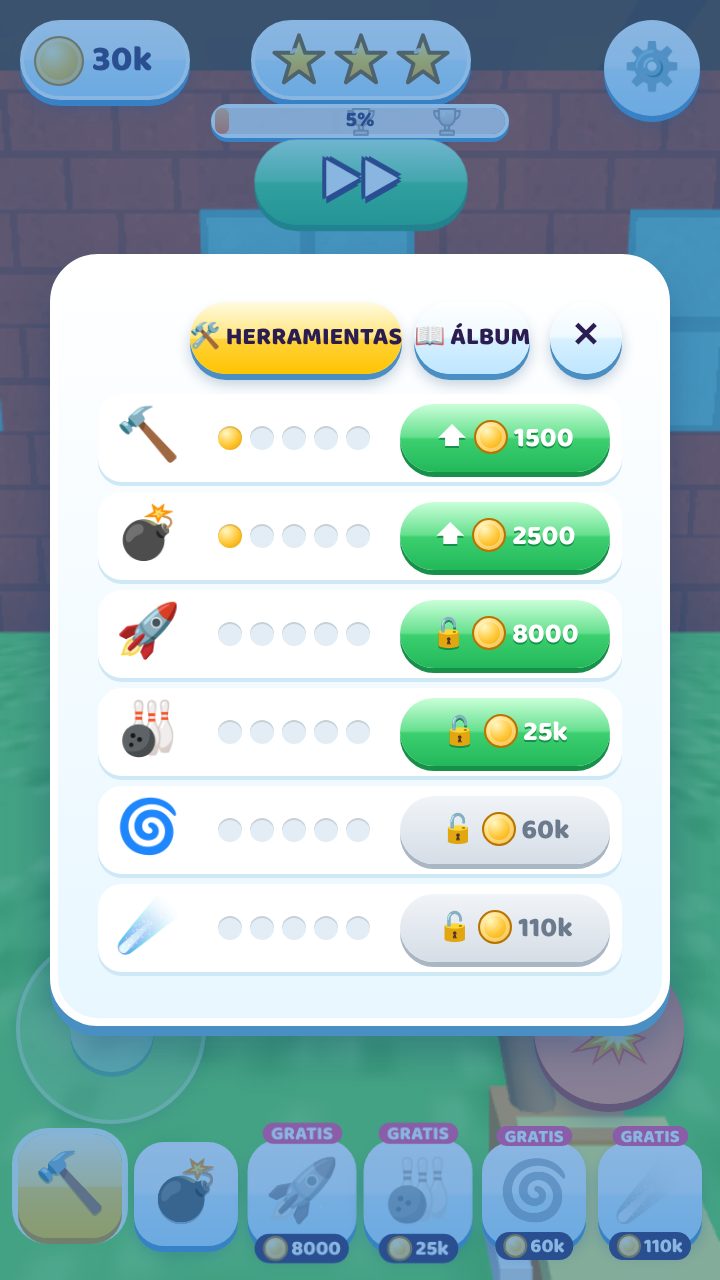 30k
5%
HERRAMIENTAS
ÁLBUM
1500
2500
8000
25k
60k
110k
GRATIS
GRATIS
GRATIS
GRATIS
8000
25k
60k
110k